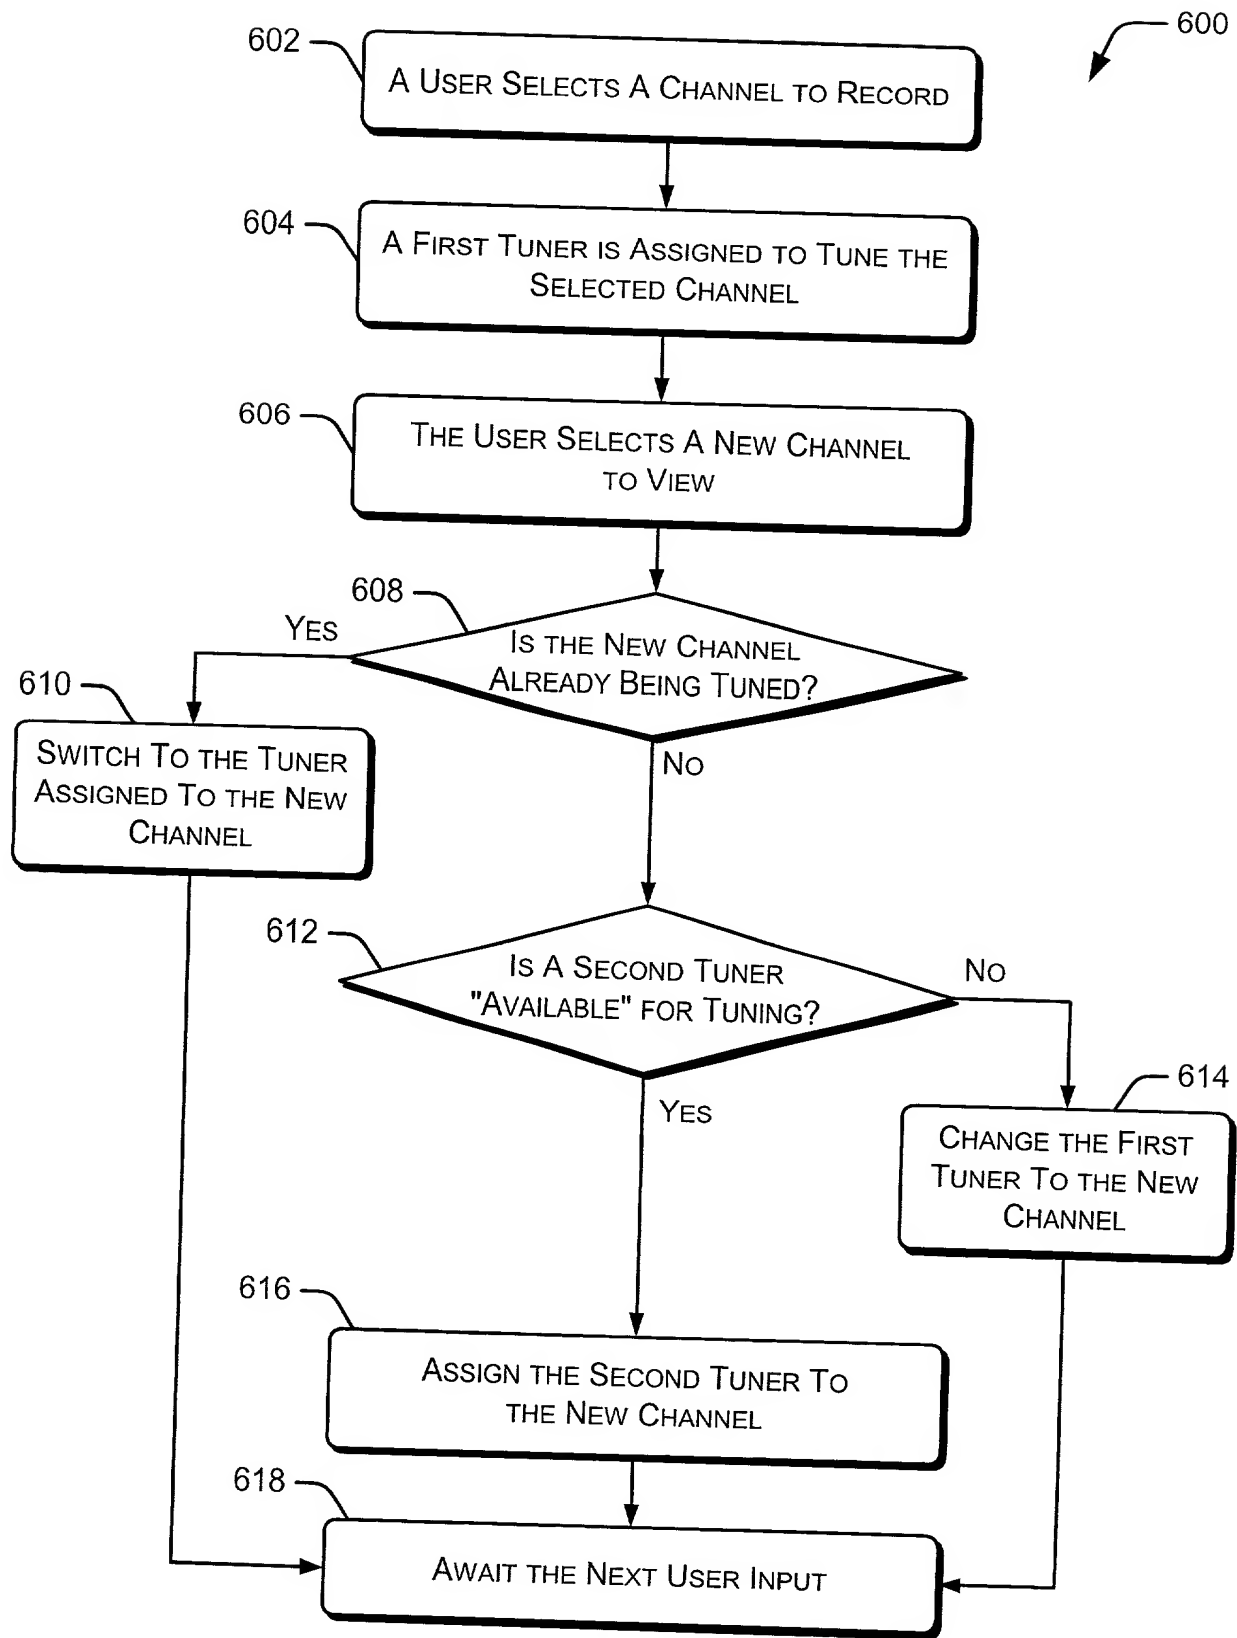 600
602
A USER SELECTS A CHANNEL TO RECORD
604
A FIRST TUNER IS ASSIGNED TO TUNE THE
SELECTED CHANNEL
606
THE USER SELECTS A NEW CHANNEL
TO VIEW
608
YES
IS THE NEW CHANNEL
ALREADY BEING TUNED?
610
SWITCH TO THE TUNER
ASSIGNED TO THE NEW
CHANNEL
NO
612
IS A SECOND TUNER
"AVAILABLE" FOR TUNING?
NO
YES
614
CHANGE THE FIRST
TUNER TO THE NEW
CHANNEL
616
ASSIGN THE SECOND TUNER TO
THE NEW CHANNEL
618
AWAIT THE NEXT USER INPUT